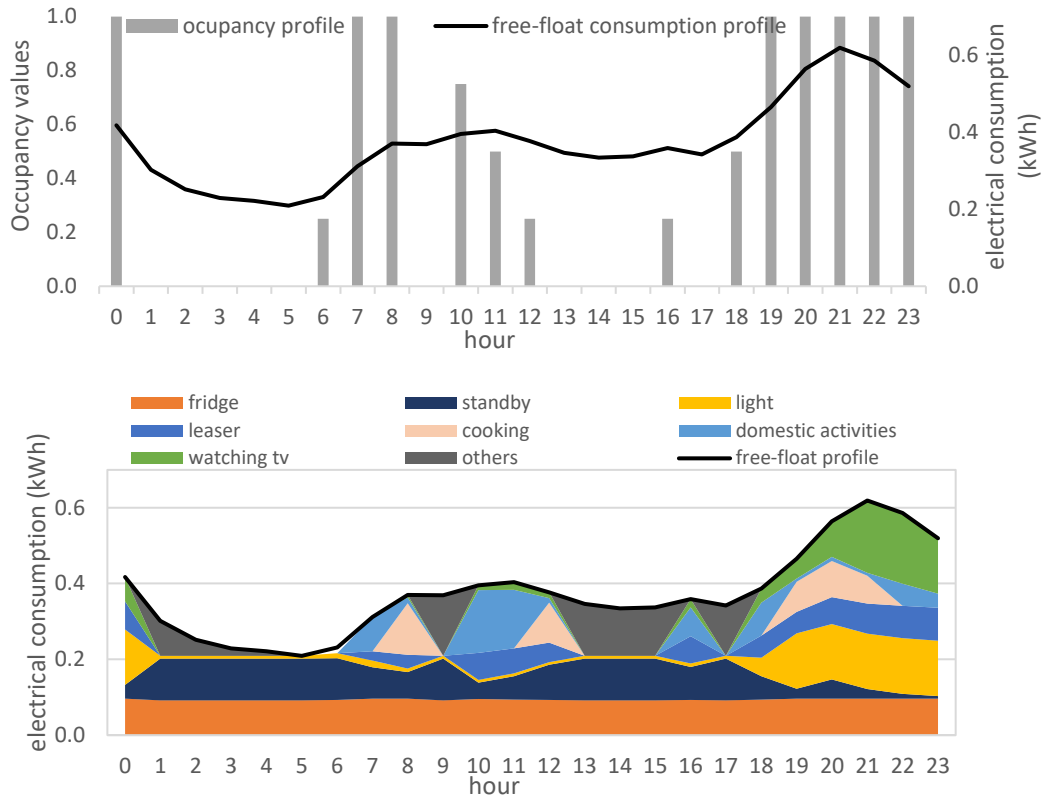 occupancy profile free-float consumption profile
Occupancy values
1.0
0.8
0.6
0.4
0.2
0.0
0.6
0.4
0.2
0.0
electrical consumption
(kWh)
0 1 2 3 4 5 6 7 8 9 10 11 12 13 14 15 16 17 18 19 20 21 22 23
hour
fridge standby light
leaser cooking domestic activities
watching tv others free-float profile
electrical consumption (kWh)
0.6
0.4
0.2
0.0
0 1 2 3 4 5 6 7 8 9 10 11 12 13 14 15 16 17 18 19 20 21 22 23
hour